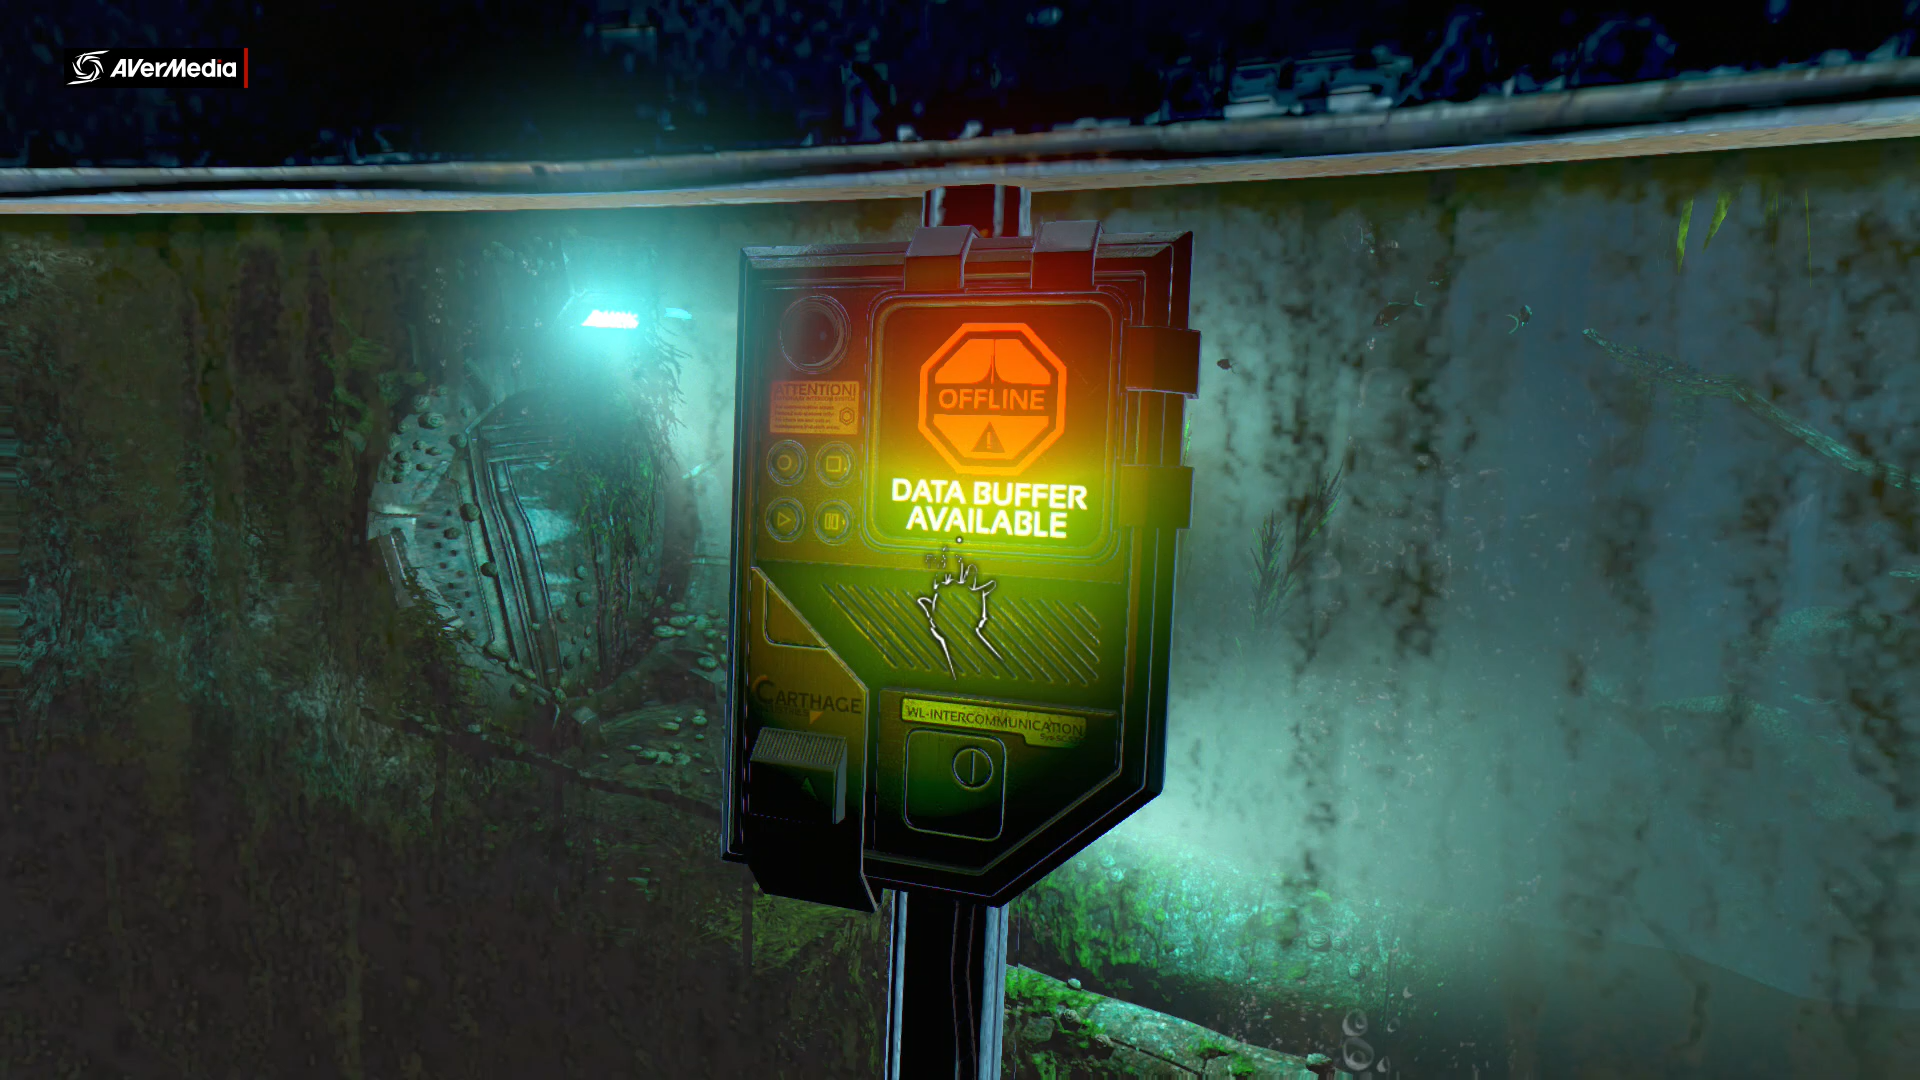 AVerMedia
OFFLINE
DATA BUFFER
AVAILABLE
ATTENTION!
CARTHAGE
WL-INTERCOMMUNICATION